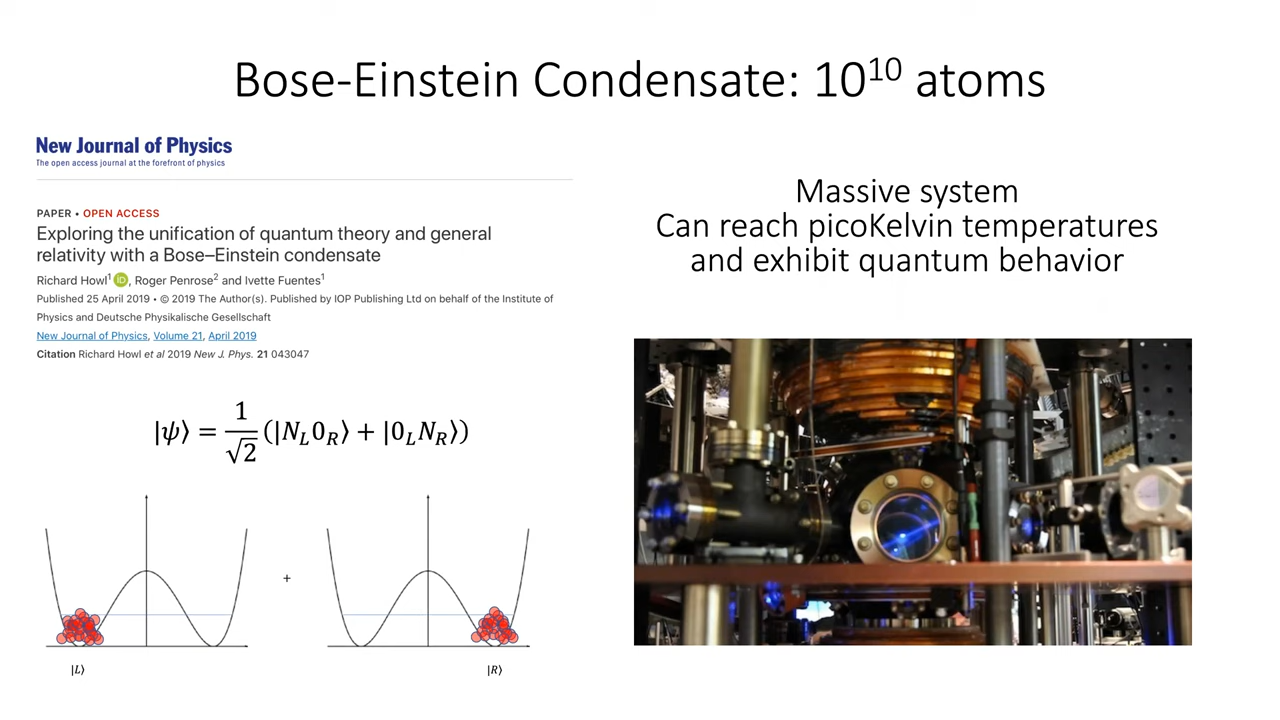 Bose-Einstein Condensate: 10¹⁰ atoms
New Journal of Physics
The open access journal at the forefront of physics
PAPER • OPEN ACCESS
Exploring the unification of quantum theory and general
relativity with a Bose–Einstein condensate
Richard Howl¹ iD, Roger Penrose² and Ivette Fuentes¹
Published 25 April 2019 • © 2019 The Author(s). Published by IOP Publishing Ltd on behalf of the Institute of
Physics and Deutsche Physikalische Gesellschaft
New Journal of Physics, Volume 21, April 2019
Citation Richard Howl et al 2019 New J. Phys. 21 043047
|ψ⟩ = 1/√2 (|N_L0_R⟩ + |0_LN_R⟩)
+
|L⟩
|R⟩
Massive system
Can reach picoKelvin temperatures
and exhibit quantum behavior